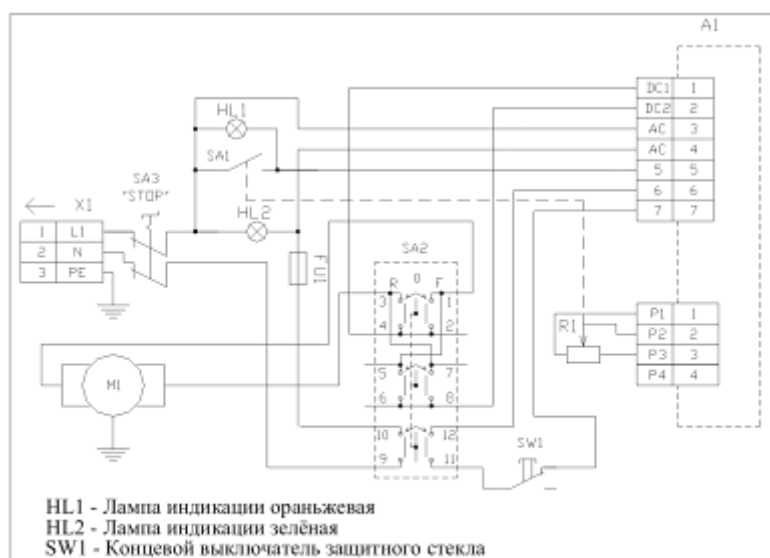 A1
DC1 1
DC2 2
AC 3
AC 4
5 5
6 6
7 7
HL1
SA1
SA3
"STOP"
X1
1 L1
2 N
3 PE
HL2
FU1
SA2
R 0 F
3 1
4 2
5 7
6 8
10 12
9 11
M1
SW1
R1
P1 1
P2 2
P3 3
P4 4
HL1 - Лампа индикации ораньжевая
HL2 - Лампа индикации зелёная
SW1 - Концевой выключатель защитного стекла